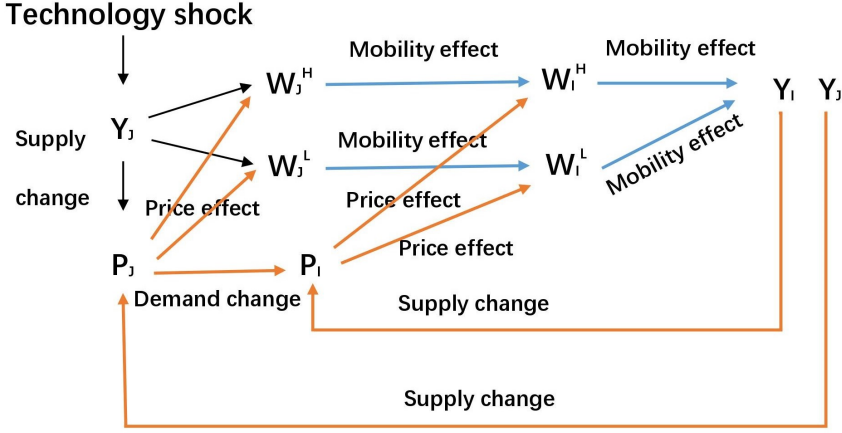 Technology shock
Mobility effect
Mobility effect
W_J^H
W_I^H
Y_I Y_J
Y_J
Supply
change
Mobility effect
W_J^L
W_I^L
Mobility effect
Price effect
Price effect
Price effect
P_J
P_I
Demand change
Supply change
Supply change